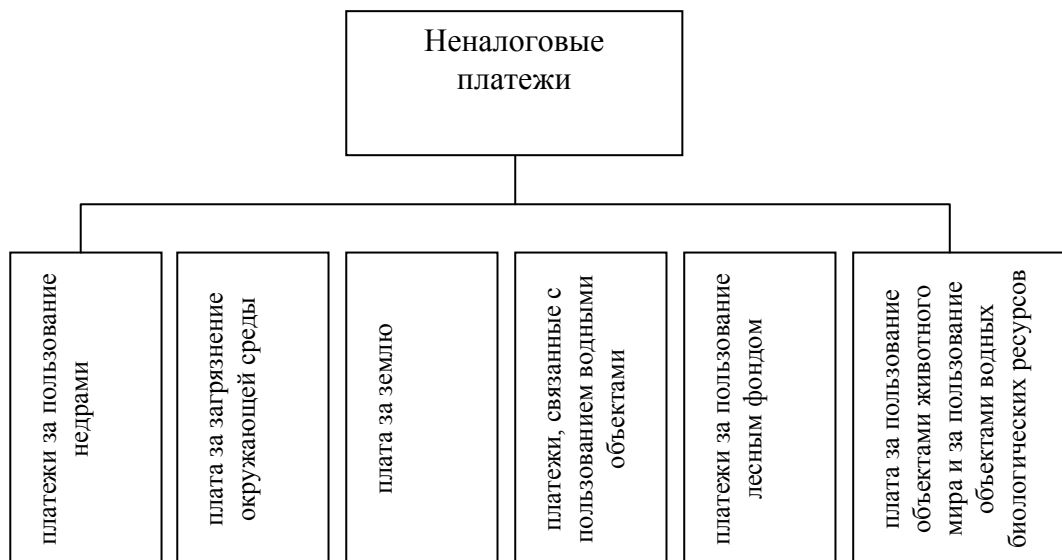 Неналоговые
платежи
платежи за пользование
недрами
плата за загрязнение
окружающей среды
плата за землю
платежи, связанные с
пользованием водными
объектами
платежи за пользование
лесным фондом
плата за пользование
объектами животного
мира и за пользование
объектами водных
биологических ресурсов